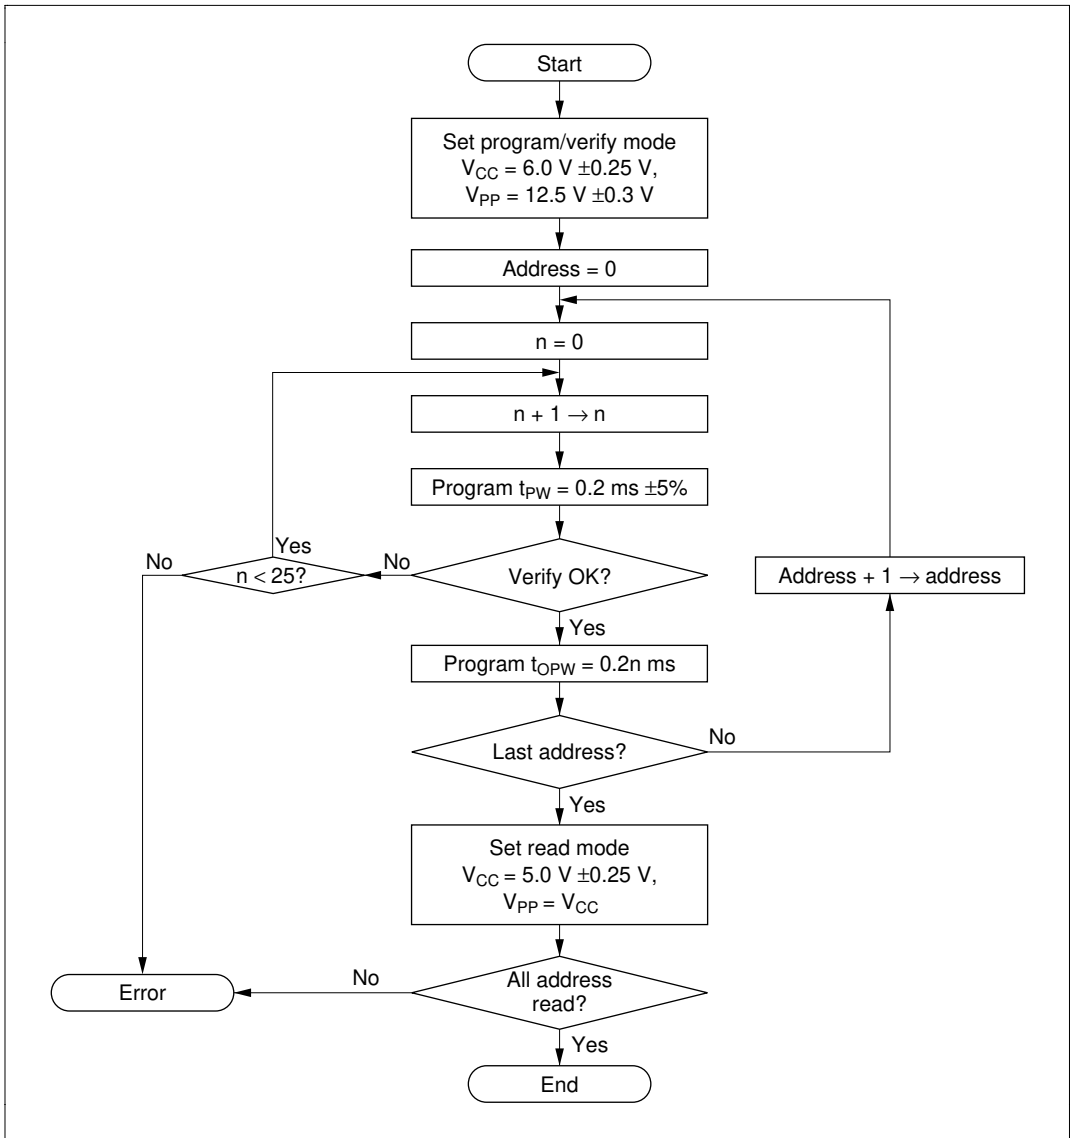 Start
Set program/verify mode
VCC = 6.0 V ±0.25 V,
VPP = 12.5 V ±0.3 V
Address = 0
n = 0
n + 1 → n
Program tPW = 0.2 ms ±5%
Verify OK?
No
n < 25?
Yes
No
Address + 1 → address
Yes
Program tOPW = 0.2n ms
Last address?
No
Yes
Set read mode
VCC = 5.0 V ±0.25 V,
VPP = VCC
All address
read?
No
Error
Yes
End